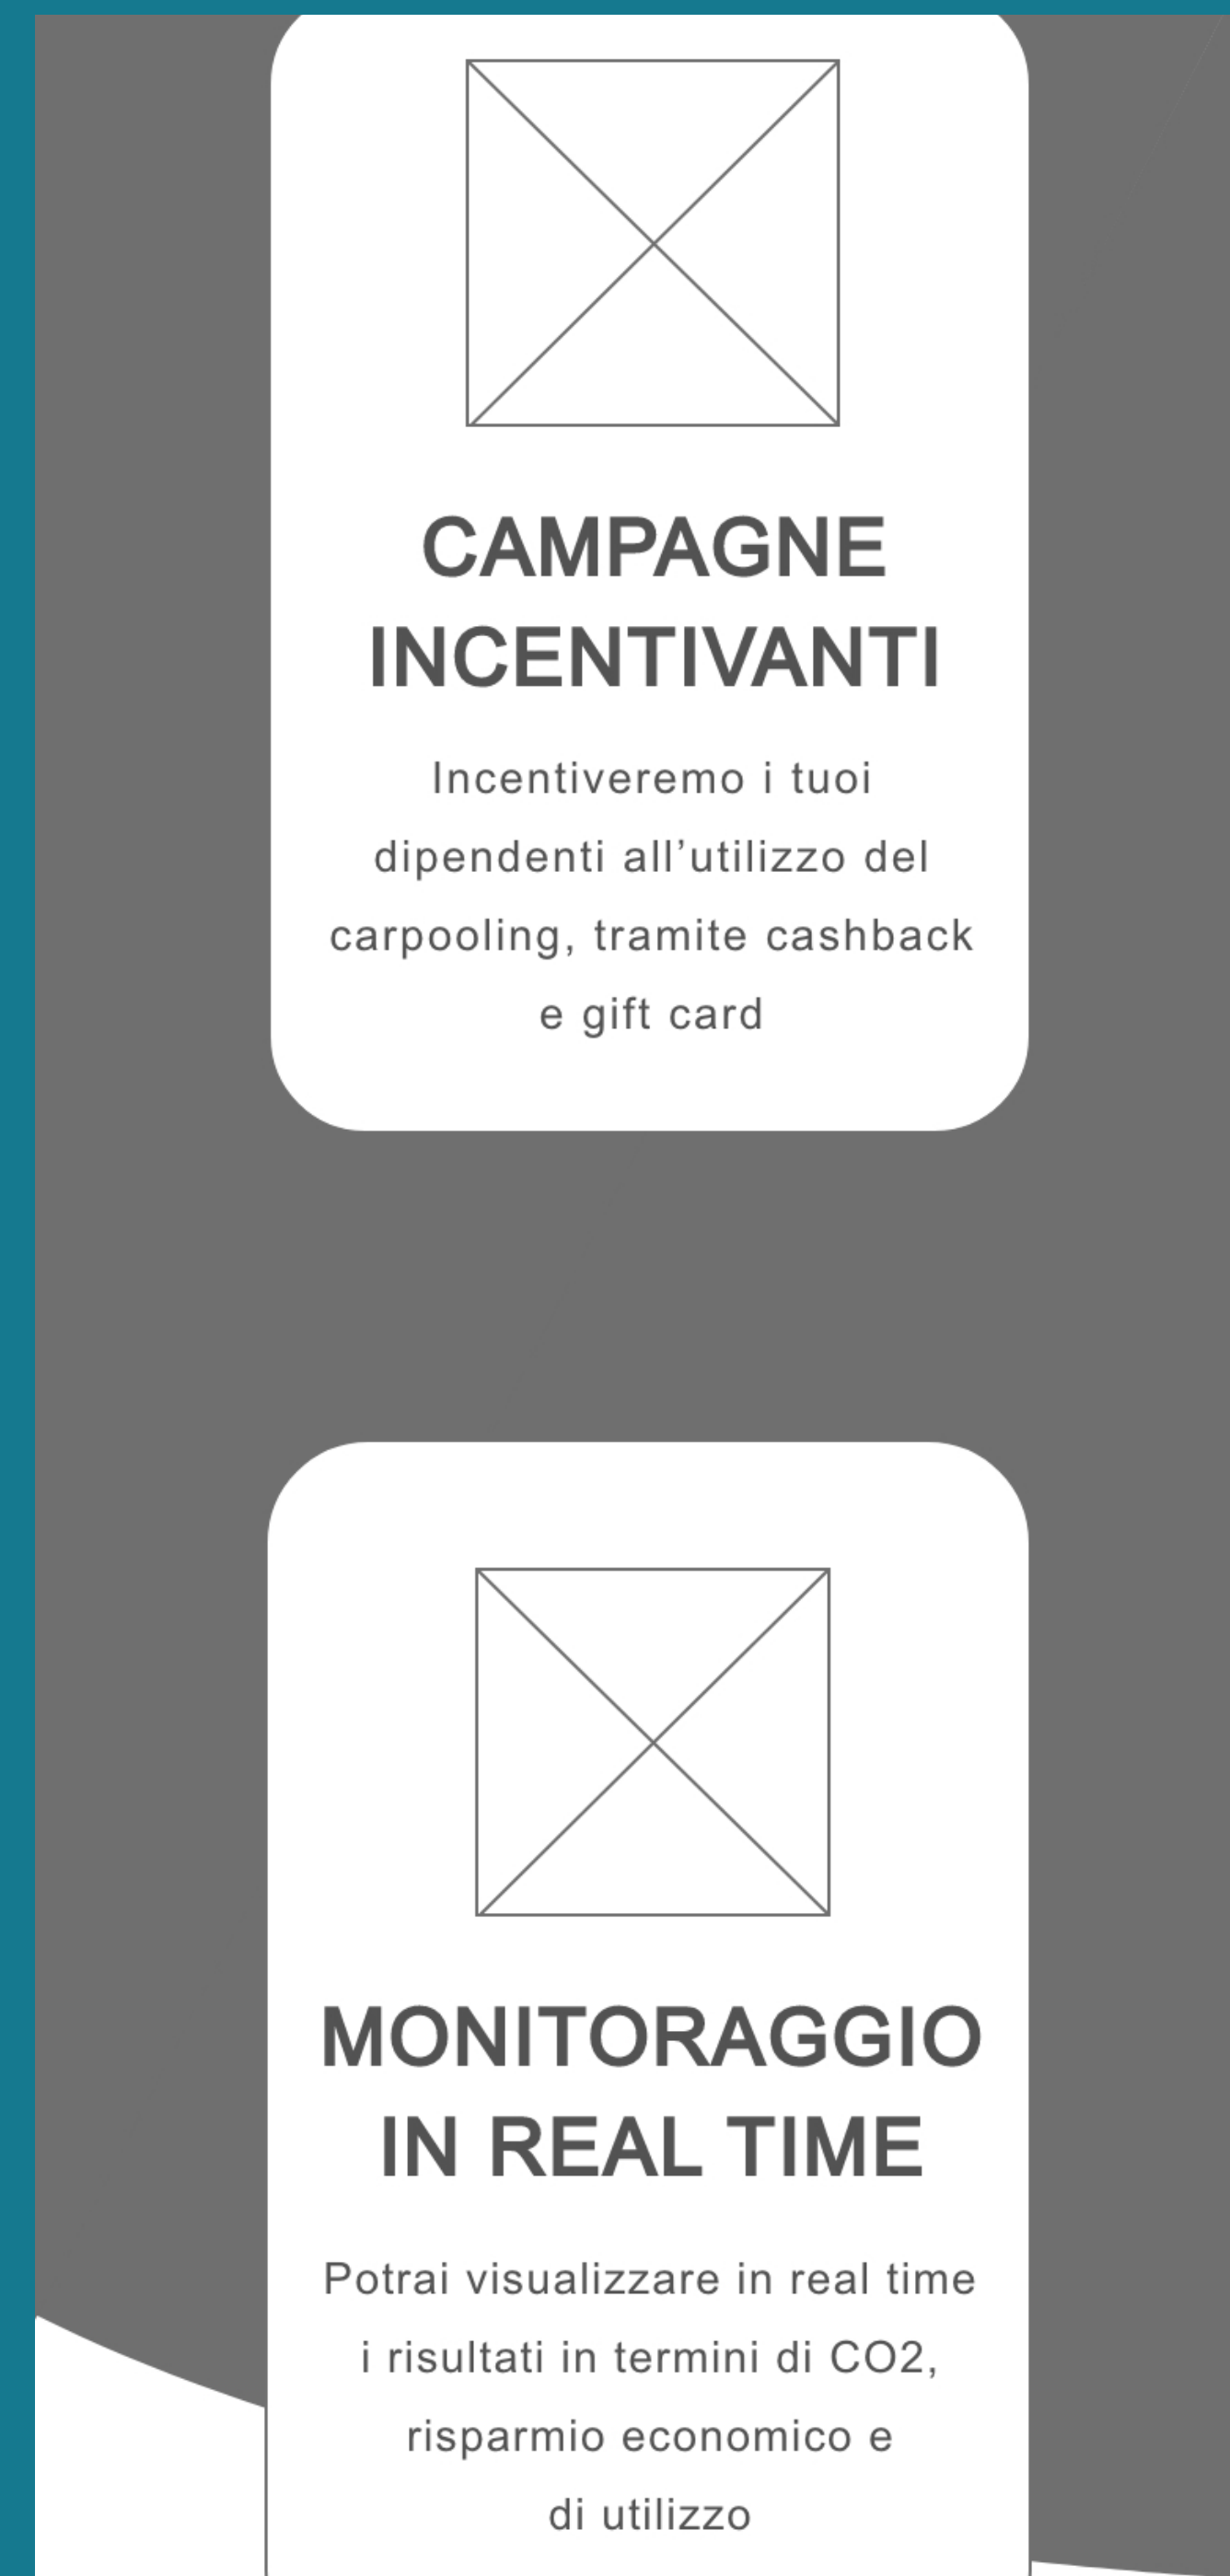 CAMPAGNE
INCENTIVANTI
Incentiveremo i tuoi
dipendenti all’utilizzo del
carpooling, tramite cashback
e gift card
MONITORAGGIO
IN REAL TIME
Potrai visualizzare in real time
i risultati in termini di CO2,
risparmio economico e
di utilizzo